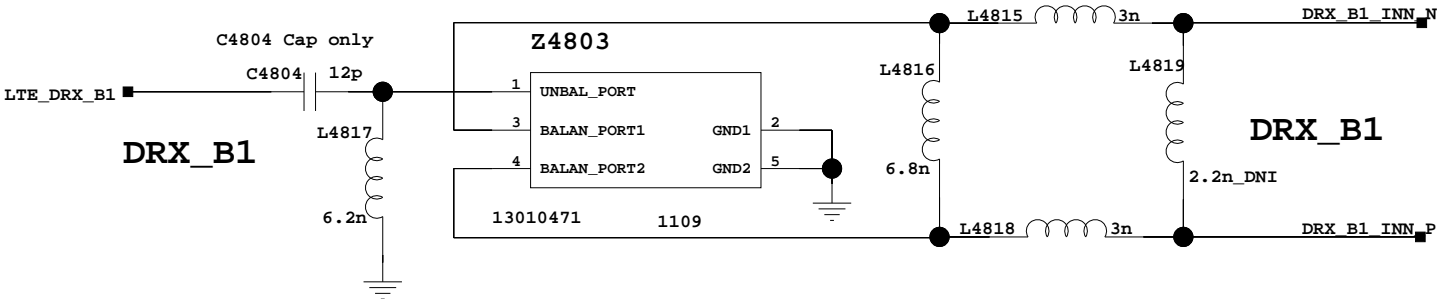 L4815 3n DRX_B1_INN_N
C4804 Cap only Z4803
L4816 L4819
C4804 12p
LTE_DRX_B1 1 UNBAL_PORT
L4817 3 BALAN_PORT1 GND1 2 DRX_B1
DRX_B1
4 BALAN_PORT2 GND2 5 6.8n
2.2n_DNI
6.2n 13010471 1109
L4818 3n DRX_B1_INN_P